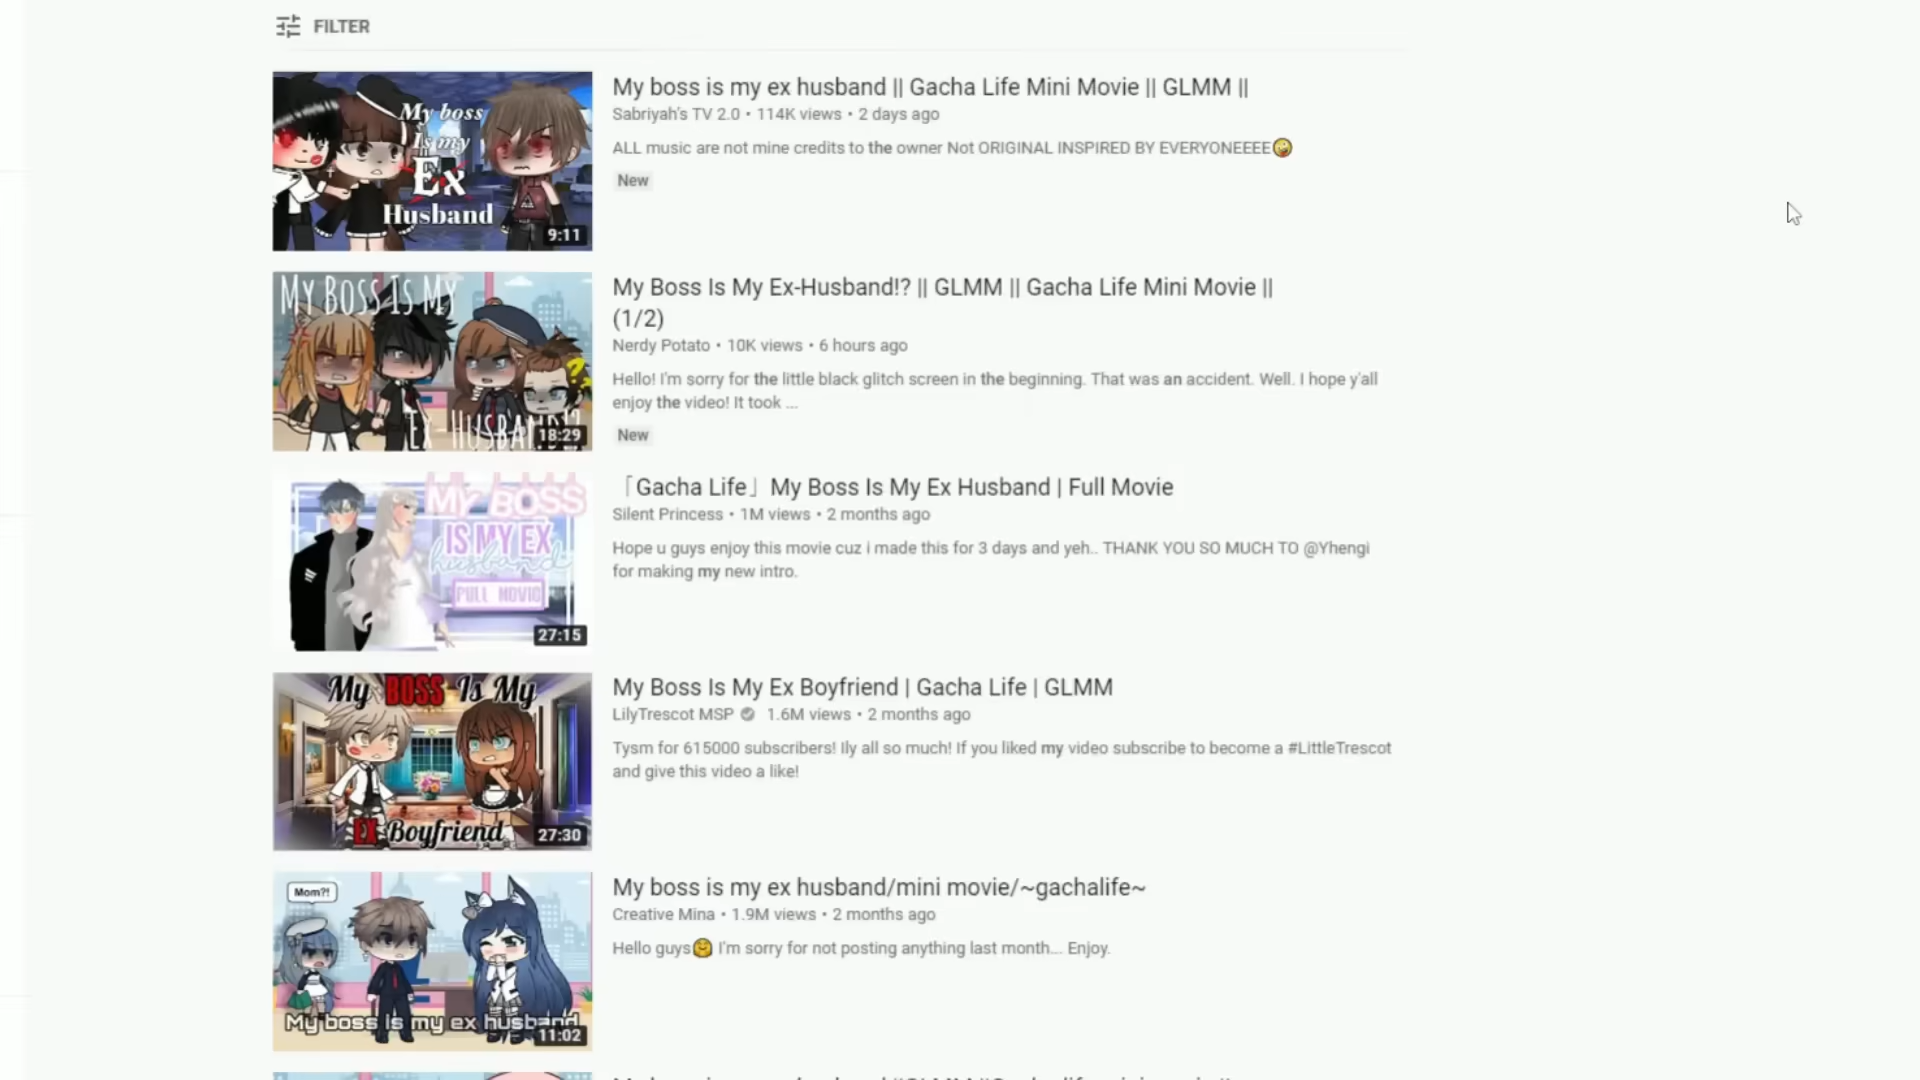 FILTER
My boss
Is my
Ex
Husband
9:11
My boss is my ex husband || Gacha Life Mini Movie || GLMM ||
Sabriyah's TV 2.0 • 114K views • 2 days ago
ALL music are not mine credits to the owner Not ORIGINAL INSPIRED BY EVERYONEEEE🤪
New
My Boss Is My
Ex-Husband!?
18:29
My Boss Is My Ex-Husband!? || GLMM || Gacha Life Mini Movie ||
(1/2)
Nerdy Potato • 10K views • 6 hours ago
Hello! I'm sorry for the little black glitch screen in the beginning. That was an accident. Well. I hope y'all
enjoy the video! It took ...
New
MY BOSS
IS MY EX
husband
FULL MOVIE
27:15
「Gacha Life」My Boss Is My Ex Husband | Full Movie
Silent Princess • 1M views • 2 months ago
Hope u guys enjoy this movie cuz i made this for 3 days and yeh.. THANK YOU SO MUCH TO @Yhengi
for making my new intro.
My BOSS Is My
EX Boyfriend
27:30
My Boss Is My Ex Boyfriend | Gacha Life | GLMM
LilyTrescot MSP 1.6M views • 2 months ago
Tysm for 615000 subscribers! Ily all so much! If you liked my video subscribe to become a #LittleTrescot
and give this video a like!
Mom?!
My boss is my ex husband
11:02
My boss is my ex husband/mini movie/~gachalife~
Creative Mina • 1.9M views • 2 months ago
Hello guys😊 I'm sorry for not posting anything last month... Enjoy.